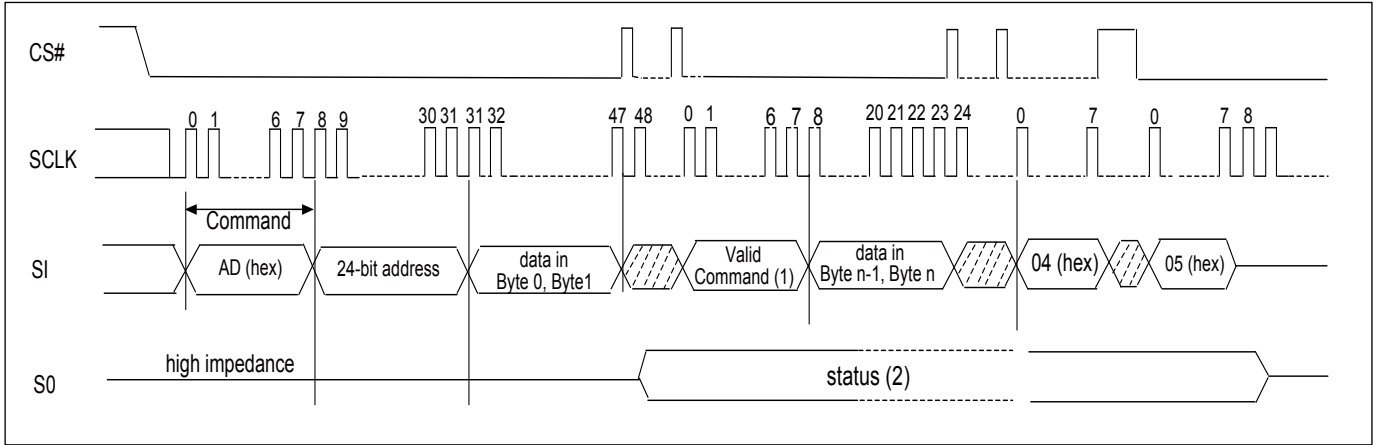 CS#
0 1 6 7 8 9 30 31 31 32 47 48 0 1 6 7 8 20 21 22 23 24 0 7 0 7 8
SCLK
Command
SI
AD (hex)
24-bit address
data in
Byte 0, Byte1
Valid
Command (1)
data in
Byte n-1, Byte n
04 (hex)
05 (hex)
high impedance
S0
status (2)